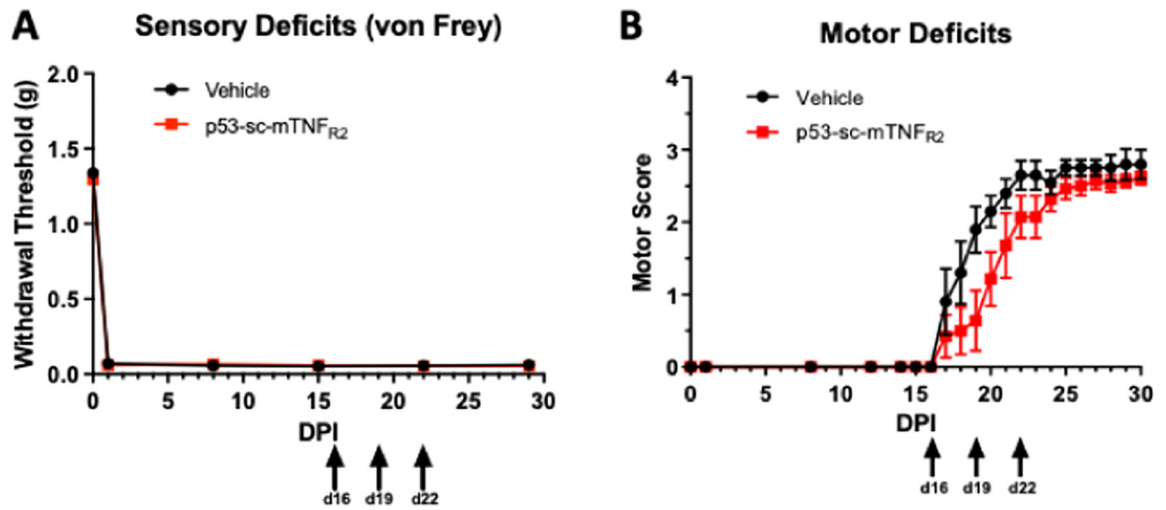 A
Sensory Deficits (von Frey)
Withdrawal Threshold (g)
2.0
1.5
1.0
0.5
0.0
Vehicle
p53-sc-mTNFR2
0 5 10 15 20 25 30
DPI
d16 d19 d22
B
Motor Deficits
Motor Score
4
3
2
1
0
Vehicle
p53-sc-mTNFR2
0 5 10 15 20 25 30
DPI
d16 d19 d22